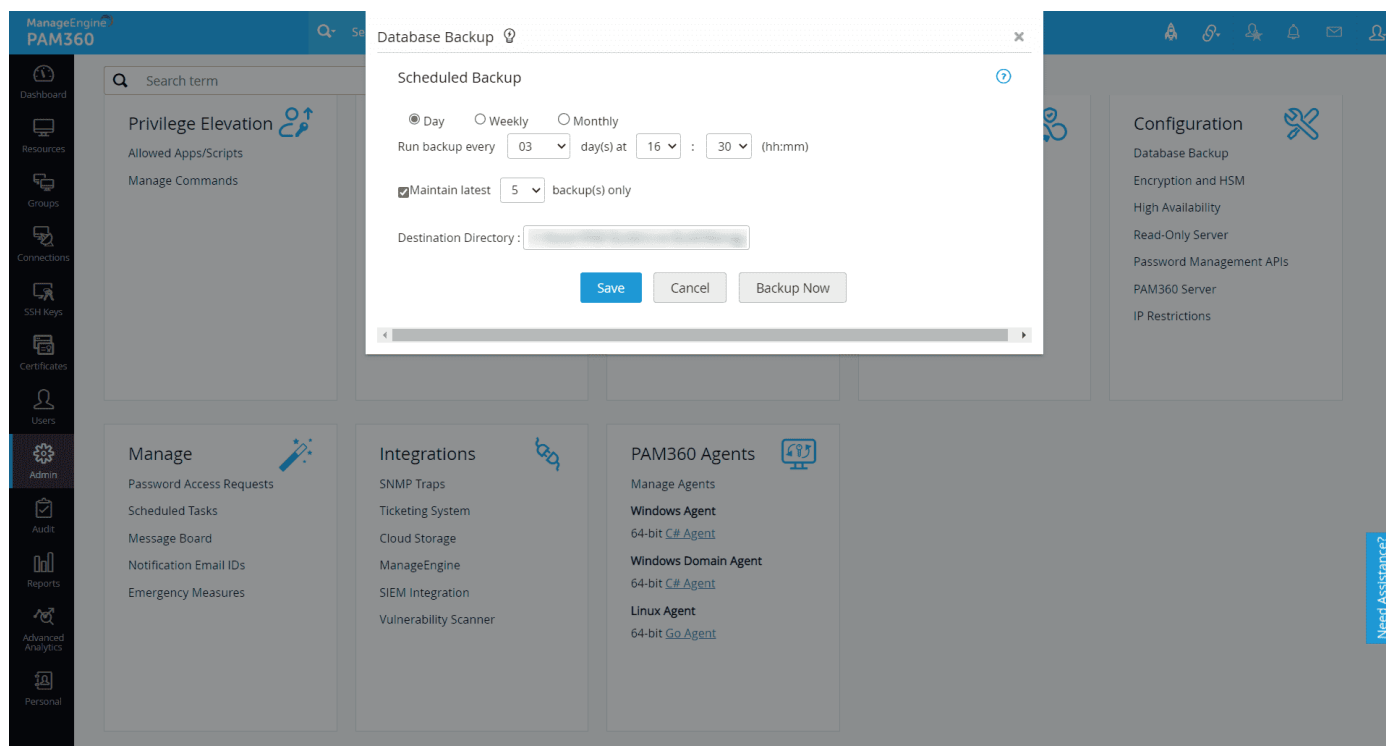 ManageEngine
PAM360
Se
Database Backup
Scheduled Backup
Day Weekly Monthly
Run backup every 03 day(s) at 16 : 30 (hh:mm)
Maintain latest 5 backup(s) only
Destination Directory :
Save Cancel Backup Now
Dashboard
Resources
Groups
Connections
SSH Keys
Certificates
Users
Admin
Audit
Reports
Advanced
Analytics
Personal
Search term
Privilege Elevation
Allowed Apps/Scripts
Manage Commands
Configuration
Database Backup
Encryption and HSM
High Availability
Read-Only Server
Password Management APIs
PAM360 Server
IP Restrictions
Manage
Password Access Requests
Scheduled Tasks
Message Board
Notification Email IDs
Emergency Measures
Integrations
SNMP Traps
Ticketing System
Cloud Storage
ManageEngine
SIEM Integration
Vulnerability Scanner
PAM360 Agents
Manage Agents
Windows Agent
64-bit C# Agent
Windows Domain Agent
64-bit C# Agent
Linux Agent
64-bit Go Agent
Need Assistance?